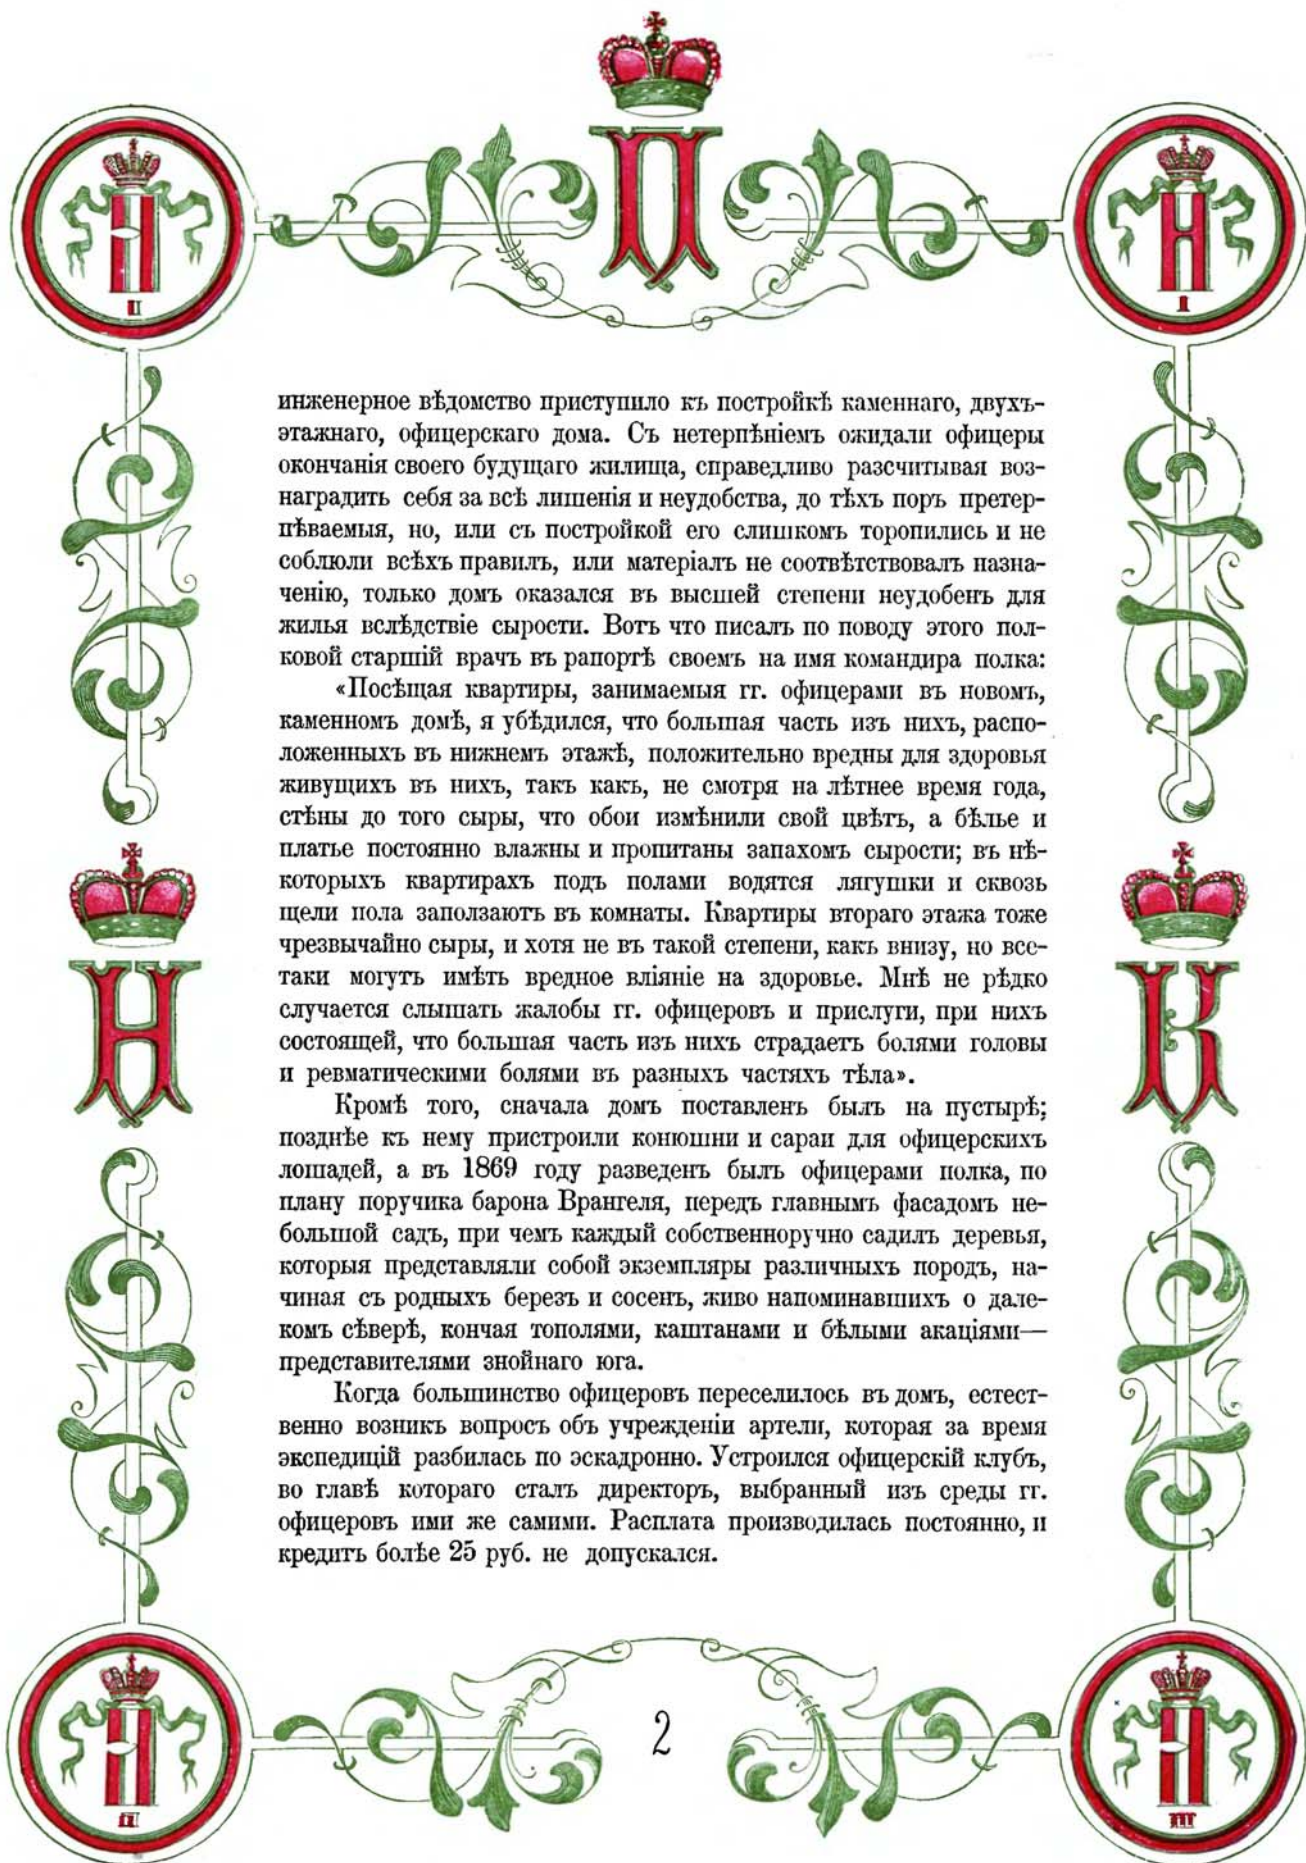 П
II
I
инженерное вѣдомство приступило къ постройкѣ каменнаго, двухъ-
этажнаго, офицерскаго дома. Съ нетерпѣніемъ ожидали офицеры
окончанія своего будущаго жилища, справедливо разсчитывая воз-
наградить себя за всѣ лишенія и неудобства, до тѣхъ поръ претер-
пѣваемыя, но, или съ постройкой его слишкомъ торопились и не
соблюли всѣхъ правилъ, или матеріалъ не соотвѣтствовалъ назна-
ченію, только домъ оказался въ высшей степени неудобенъ для
жилья вслѣдствіе сырости. Вотъ что писалъ по поводу этого пол-
ковой старшій врачъ въ рапортѣ своемъ на имя командира полка:
«Посѣщая квартиры, занимаемыя гг. офицерами въ новомъ,
каменномъ домѣ, я убѣдился, что большая часть изъ нихъ, распо-
ложенныхъ въ нижнемъ этажѣ, положительно вредны для здоровья
живущихъ въ нихъ, такъ какъ, не смотря на лѣтнее время года,
стѣны до того сыры, что обои измѣнили свой цвѣтъ, а бѣлье и
платье постоянно влажны и пропитаны запахомъ сырости; въ нѣ-
которыхъ квартирахъ подъ полами водятся лягушки и сквозь
щели пола заползаютъ въ комнаты. Квартиры втораго этажа тоже
чрезвычайно сыры, и хотя не въ такой степени, какъ внизу, но все-
таки могутъ имѣть вредное вліяніе на здоровье. Мнѣ не рѣдко
случается слышать жалобы гг. офицеровъ и прислуги, при нихъ
состоящей, что большая часть изъ нихъ страдаетъ болями головы
и ревматическими болями въ разныхъ частяхъ тѣла».
Н
К
Кромѣ того, сначала домъ поставленъ былъ на пустырѣ;
позднѣе къ нему пристроили конюшни и сараи для офицерскихъ
лошадей, а въ 1869 году разведенъ былъ офицерами полка, по
плану поручика барона Врангеля, передъ главнымъ фасадомъ не-
большой садъ, при чемъ каждый собственноручно садилъ деревья,
которыя представляли собой экземпляры различныхъ породъ, на-
чиная съ родныхъ березъ и сосенъ, живо напоминавшихъ о дале-
комъ сѣверѣ, кончая тополями, каштанами и бѣлыми акаціями—
представителями знойнаго юга.
Когда большинство офицеровъ переселилось въ домъ, естест-
венно возникъ вопросъ объ учрежденіи артели, которая за время
экспедицій разбилась по эскадронно. Устроился офицерскій клубъ,
во главѣ котораго сталъ директоръ, выбранный изъ среды гг.
офицеровъ ими же самими. Расплата производилась постоянно, и
кредитъ болѣе 25 руб. не допускался.
2
III